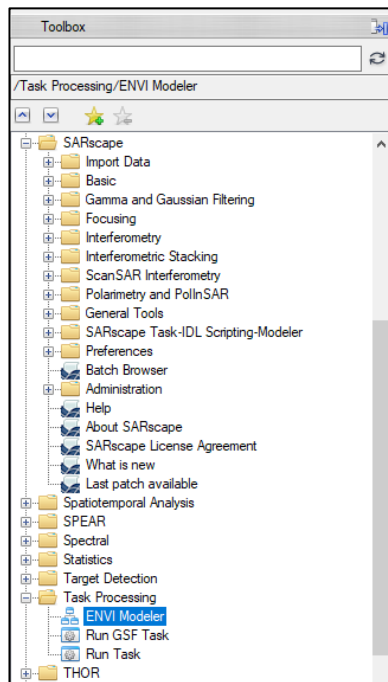 Toolbox
/Task Processing/ENVI Modeler
SARscape
Import Data
Basic
Gamma and Gaussian Filtering
Focusing
Interferometry
Interferometric Stacking
ScanSAR Interferometry
Polarimetry and PolInSAR
General Tools
SARscape Task-IDL Scripting-Modeler
Preferences
Batch Browser
Administration
Help
About SARscape
SARscape License Agreement
What is new
Last patch available
Spatiotemporal Analysis
SPEAR
Spectral
Statistics
Target Detection
Task Processing
ENVI Modeler
Run GSF Task
Run Task
THOR